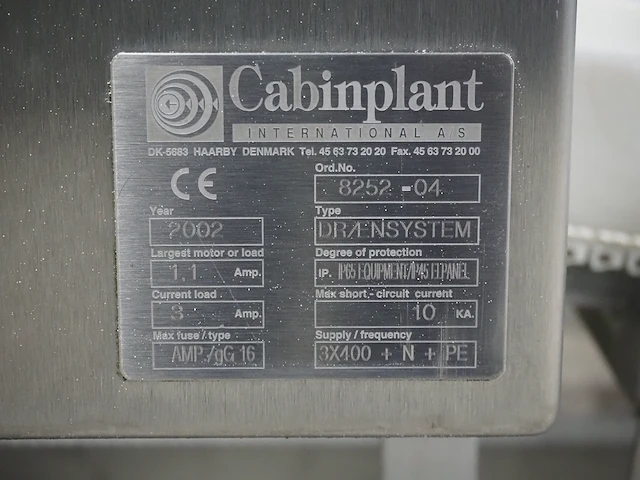 Cabinplant
INTERNATIONAL A/S
DK-5683 HAARBY DENMARK Tel. 45 63 73 20 20 Fax. 45 63 73 20 00
CE
Ord.No.
8252-04
Year
2002
Type
DRÆNSYSTEM
Largest motor or load
1.1 Amp.
Degree of protection
IP. IP65 EQUIPMENT/IP45 ELPANEL
Current load
3 Amp.
Max short,- circuit current
10 KA.
Max fuse / type
AMP./gG 16
Supply / frequency
3X400 + N + PE